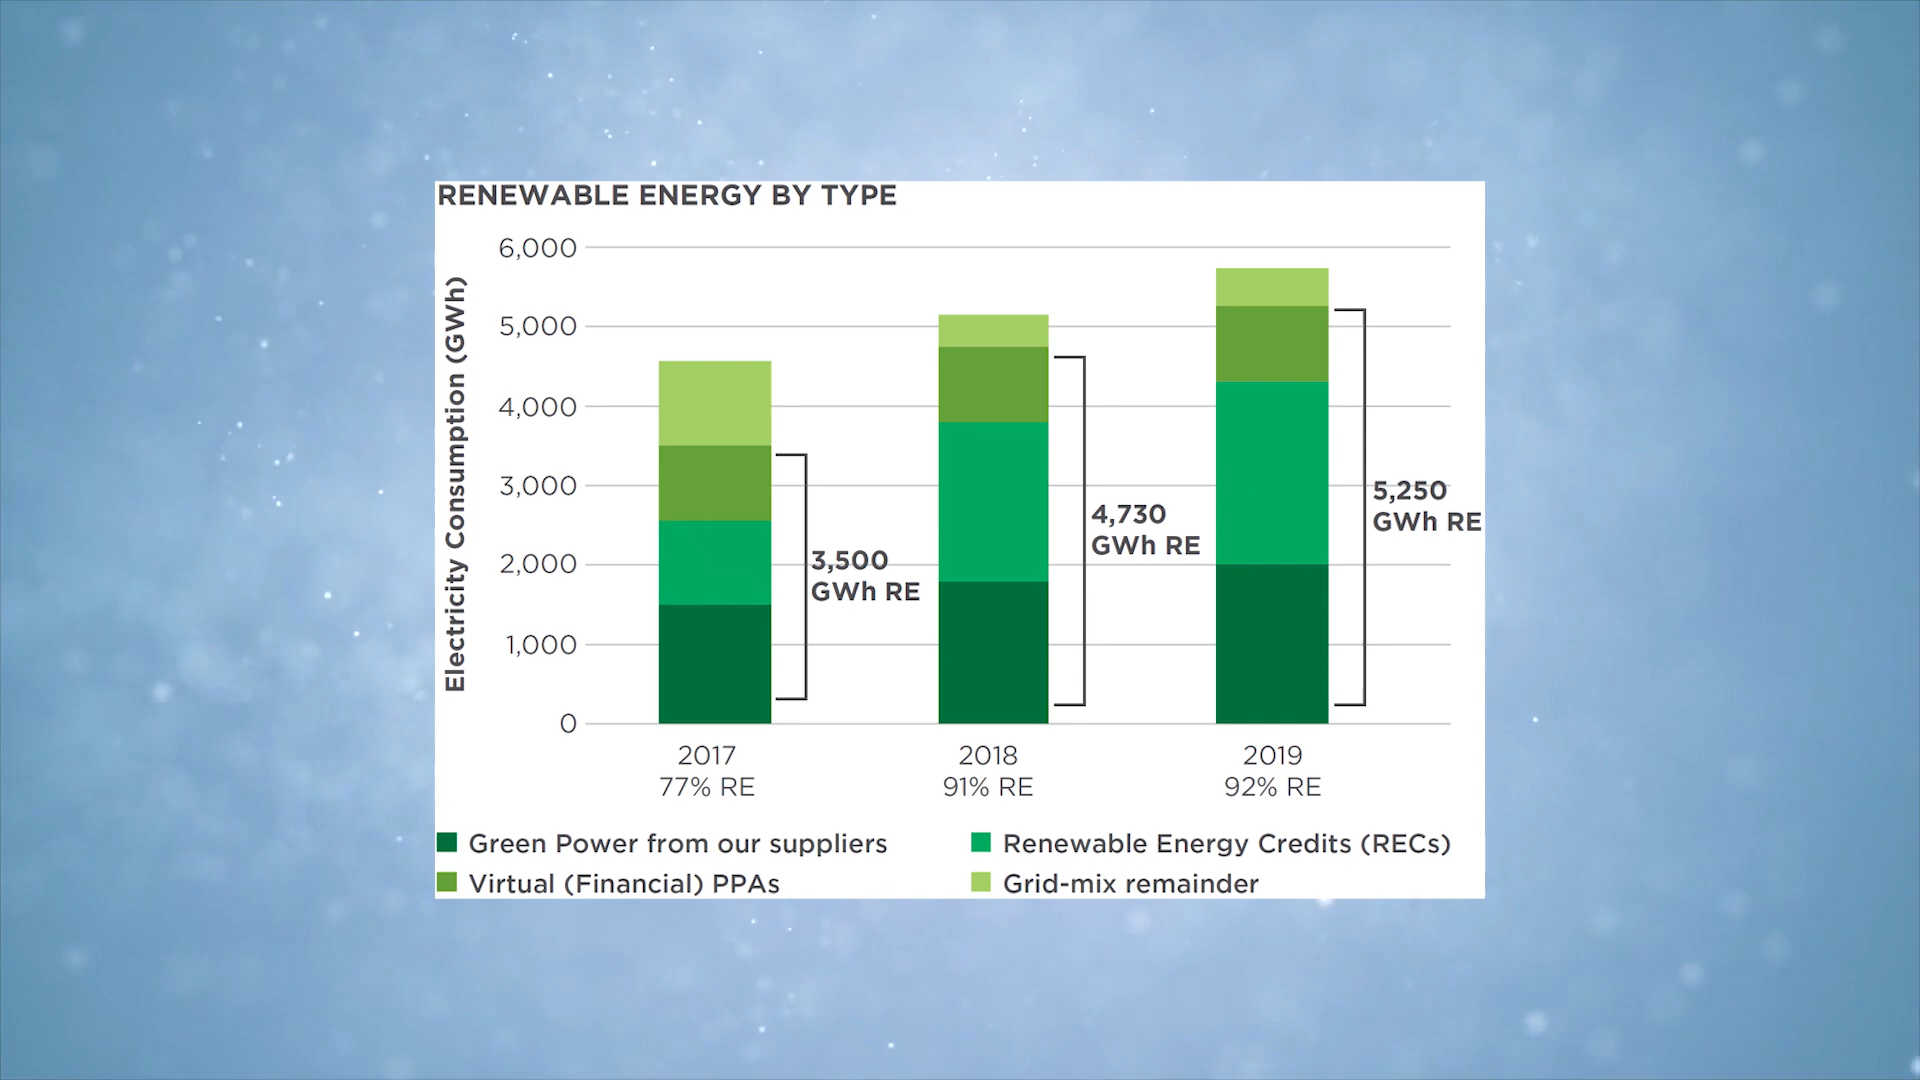 RENEWABLE ENERGY BY TYPE
Electricity Consumption (GWh)
6,000
5,000
4,000
3,000
2,000
1,000
0
3,500
GWh RE
4,730
GWh RE
5,250
GWh RE
2017
77% RE
2018
91% RE
2019
92% RE
Green Power from our suppliers
Renewable Energy Credits (RECs)
Virtual (Financial) PPAs
Grid-mix remainder